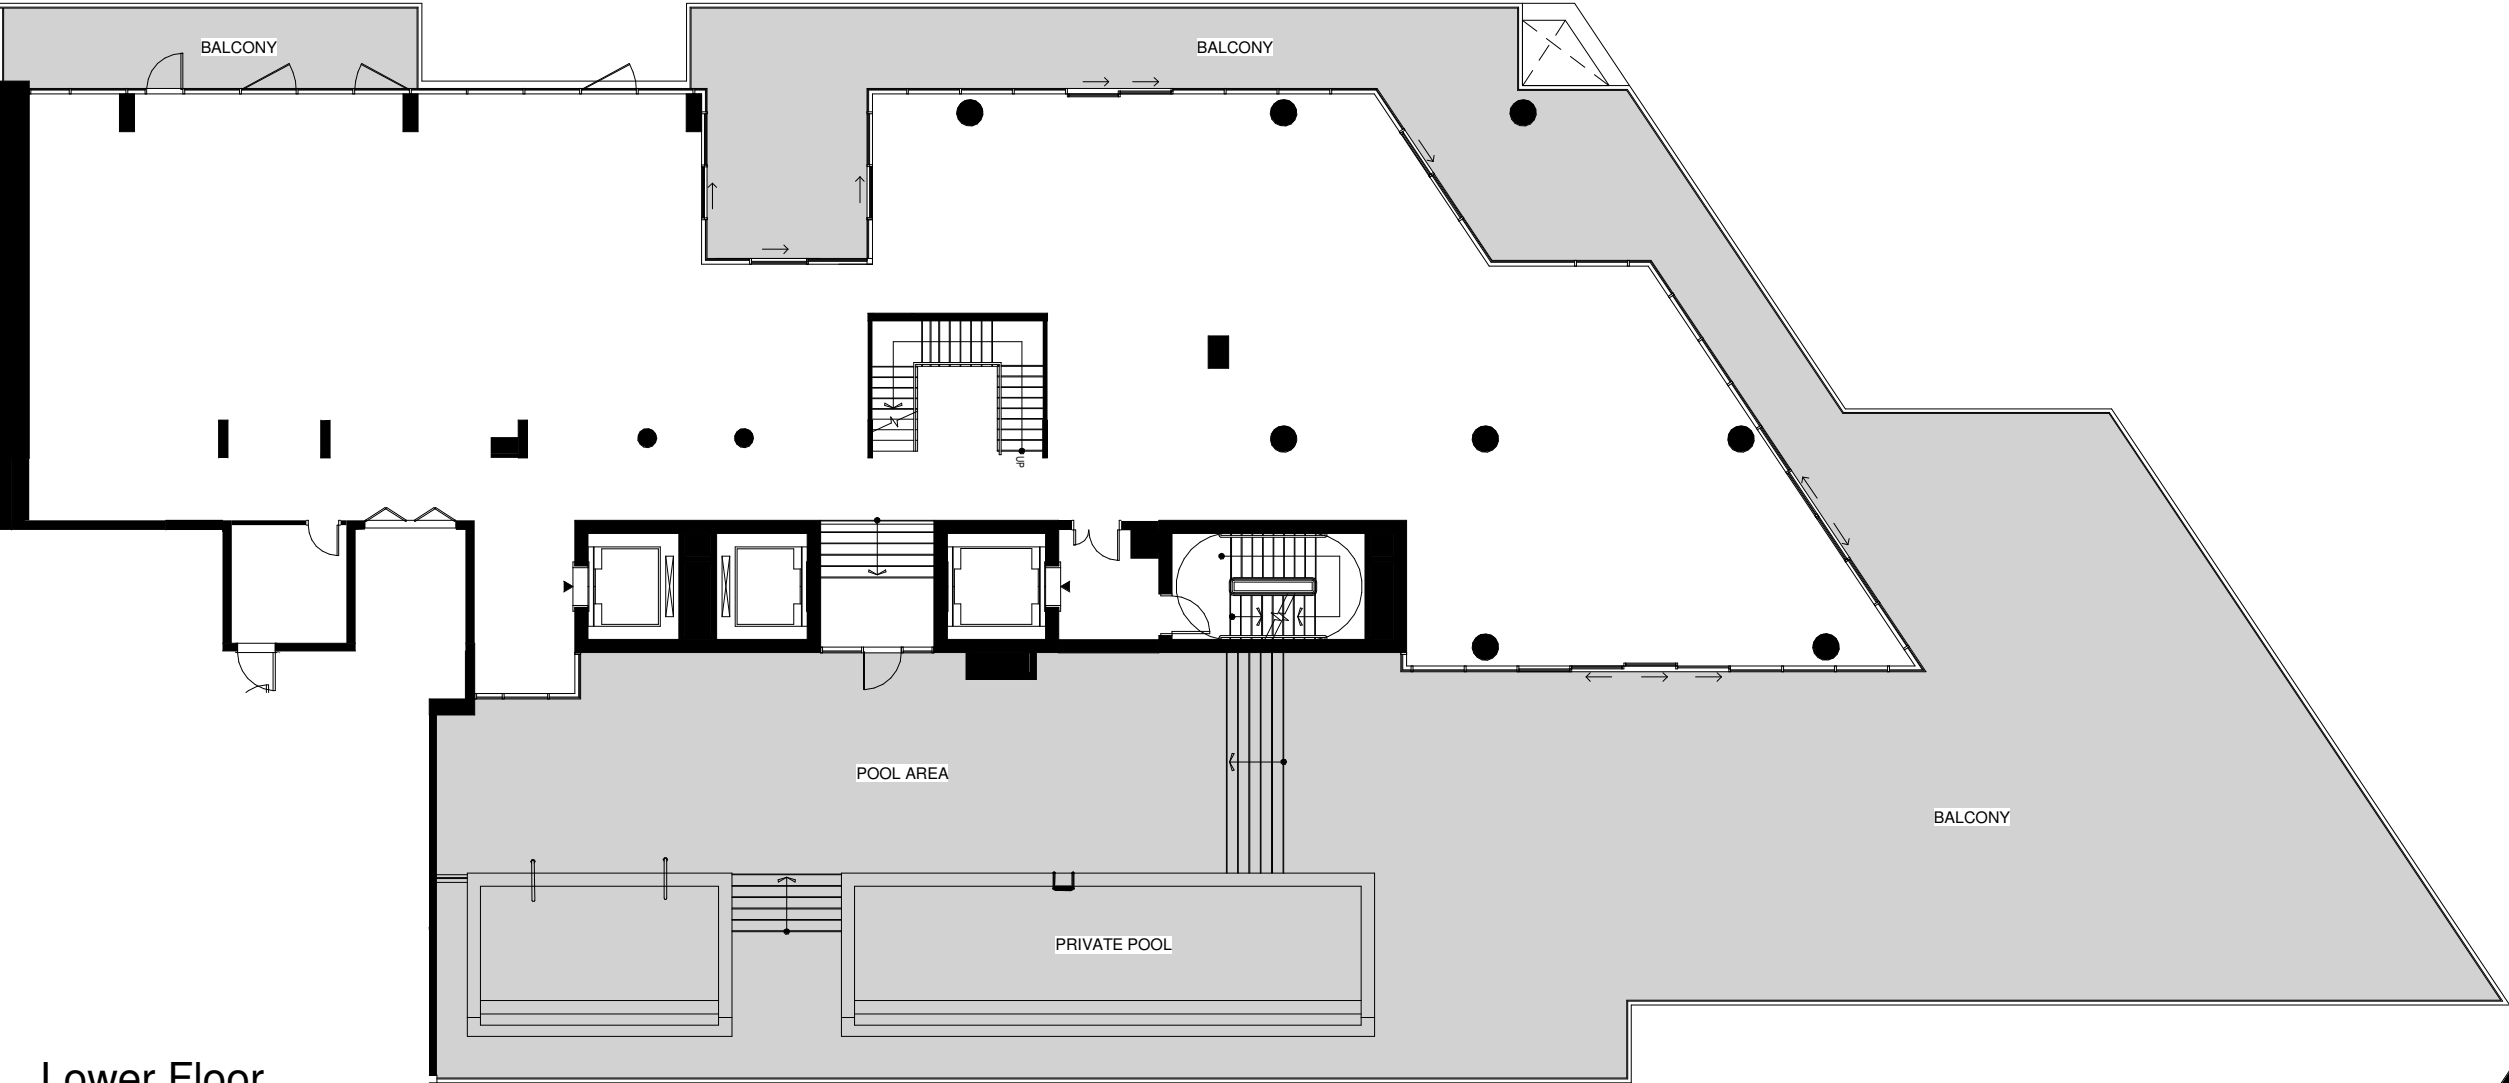 BALCONY
BALCONY
UP
POOL AREA
BALCONY
PRIVATE POOL
Lower Floor